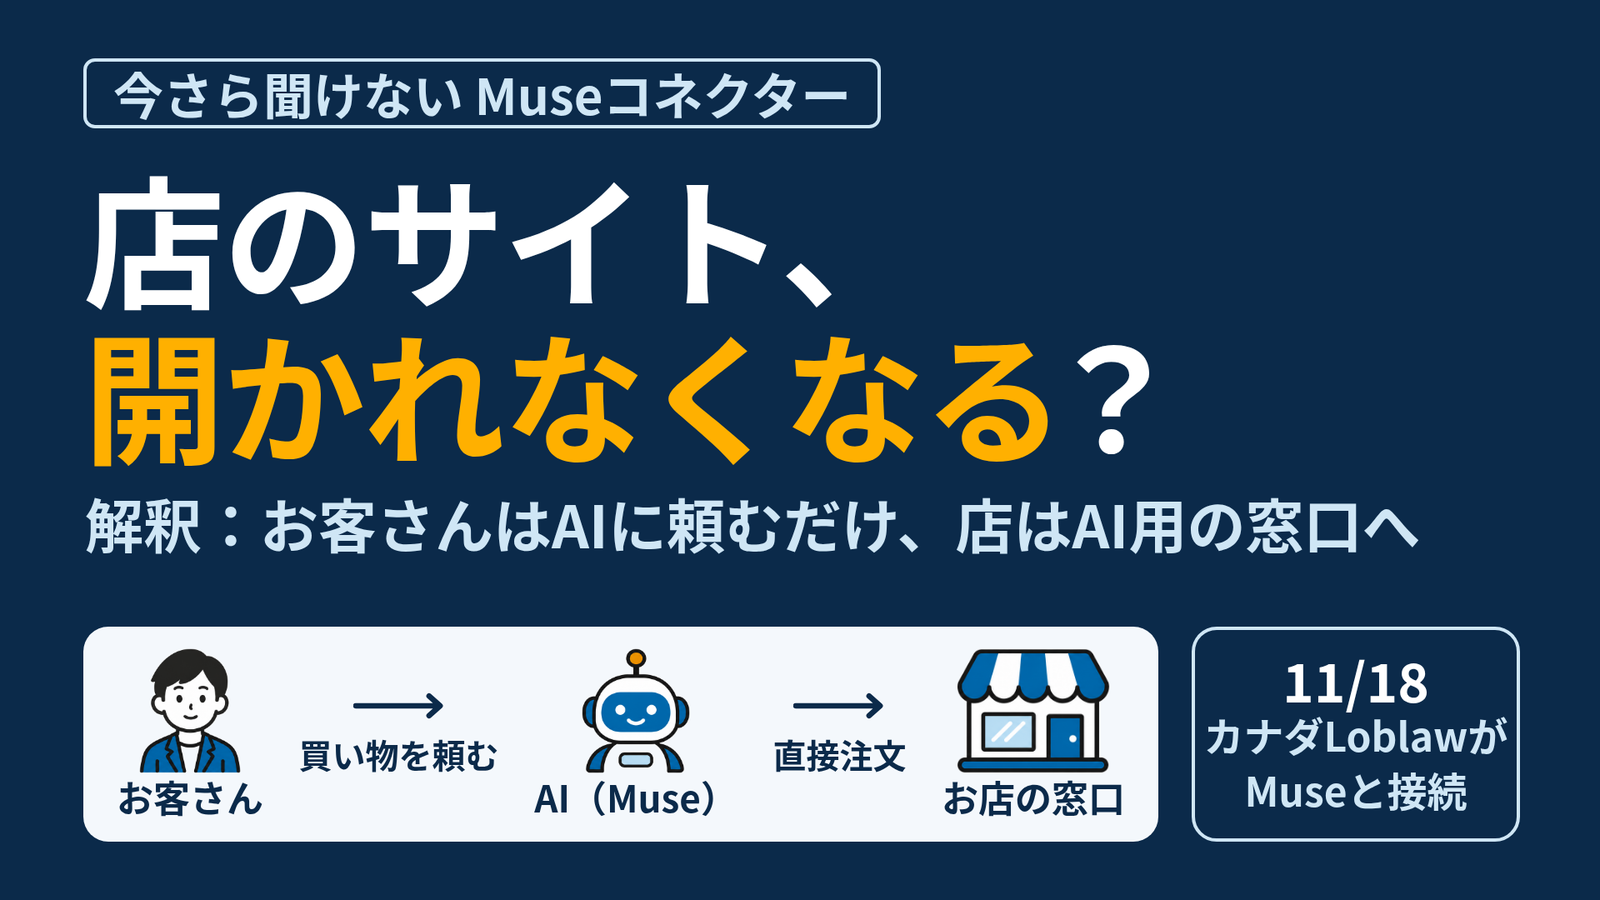 今さら聞けない Museコネクター
店のサイト、
開かれなくなる？
解釈：お客さんはAIに頼むだけ、店はAI用の窓口へ
お客さん
買い物を頼む
AI（Muse）
直接注文
お店の窓口
11/18
カナダLoblawが
Museと接続